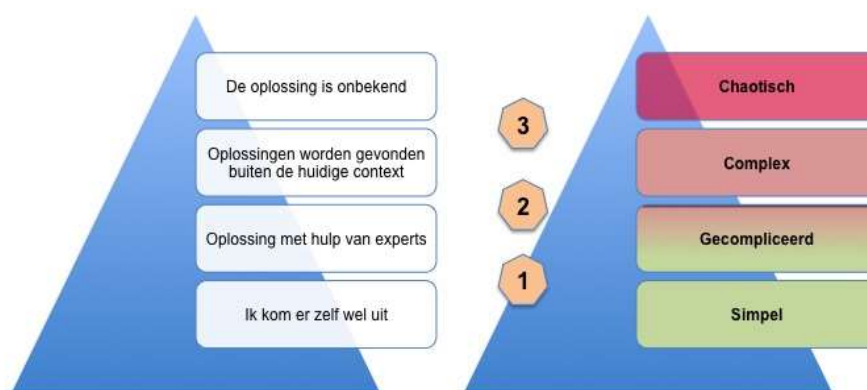 De oplossing is onbekend
Oplossingen worden gevonden
buiten de huidige context
Oplossing met hulp van experts
Ik kom er zelf wel uit
3
2
1
Chaotisch
Complex
Gecompliceerd
Simpel